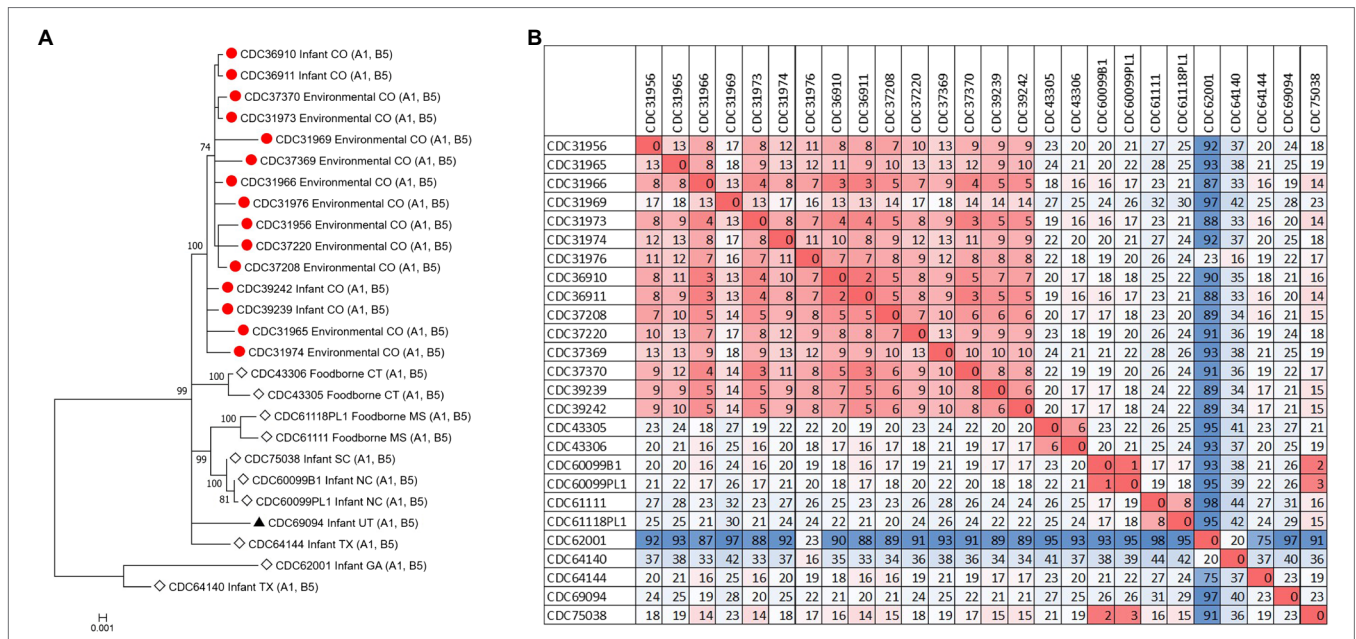 A
CDC36910 Infant CO (A1, B5)
CDC36911 Infant CO (A1, B5)
CDC37370 Environmental CO (A1, B5)
CDC31973 Environmental CO (A1, B5)
CDC31969 Environmental CO (A1, B5)
74
CDC37369 Environmental CO (A1, B5)
CDC31966 Environmental CO (A1, B5)
CDC31976 Environmental CO (A1, B5)
CDC31956 Environmental CO (A1, B5)
100
CDC37220 Environmental CO (A1, B5)
CDC37208 Environmental CO (A1, B5)
CDC39242 Infant CO (A1, B5)
CDC39239 Infant CO (A1, B5)
CDC31965 Environmental CO (A1, B5)
CDC31974 Environmental CO (A1, B5)
100
CDC43306 Foodborne CT (A1, B5)
99
CDC43305 Foodborne CT (A1, B5)
100
CDC61118PL1 Foodborne MS (A1, B5)
CDC61111 Foodborne MS (A1, B5)
99
CDC75038 Infant SC (A1, B5)
100
CDC60099B1 Infant NC (A1, B5)
81
CDC60099PL1 Infant NC (A1, B5)
CDC69094 Infant UT (A1, B5)
CDC64144 Infant TX (A1, B5)
CDC62001 Infant GA (A1, B5)
CDC64140 Infant TX (A1, B5)
0.001
B
CDC31956 CDC31965 CDC31966 CDC31969 CDC31973 CDC31974 CDC31976 CDC36910 CDC36911 CDC37208 CDC37220 CDC37369 CDC37370 CDC39239 CDC39242 CDC43305 CDC43306 CDC60099B1 CDC60099PL1 CDC61111 CDC61118PL1 CDC62001 CDC64140 CDC64144 CDC69094 CDC75038
CDC31956 0 13 8 17 8 12 11 8 8 7 10 13 9 9 9 23 20 20 21 27 25 92 37 20 24 18
CDC31965 13 0 8 18 9 13 12 11 9 10 13 13 12 9 10 24 21 20 22 28 25 93 38 21 25 19
CDC31966 8 8 0 13 4 8 7 3 3 5 7 9 4 5 5 18 16 16 17 23 21 87 33 16 19 14
CDC31969 17 18 13 0 13 17 16 13 13 14 17 18 14 14 14 27 25 24 26 32 30 97 42 25 28 23
CDC31973 8 9 4 13 0 8 7 4 4 5 8 9 3 5 5 19 16 16 17 23 21 88 33 16 20 14
CDC31974 12 13 8 17 8 0 11 10 8 9 12 13 11 9 9 22 20 20 21 27 24 92 37 20 25 18
CDC31976 11 12 7 16 7 11 0 7 7 8 9 12 8 8 8 22 18 19 20 26 22 23 16 19 22 17
CDC36910 8 11 3 13 4 10 7 0 2 5 8 9 5 7 7 20 17 18 18 25 22 90 35 18 21 16
CDC36911 8 9 3 13 4 8 7 2 0 5 8 9 3 5 5 19 16 16 17 23 21 88 33 16 20 14
CDC37208 7 10 5 14 5 9 8 5 5 0 7 10 6 6 6 20 17 17 18 24 22 89 34 16 21 15
CDC37220 10 13 7 17 8 12 9 8 8 7 0 13 9 9 9 23 18 19 20 26 24 91 36 19 24 18
CDC37369 13 13 9 18 9 13 12 9 9 10 13 0 10 10 10 24 21 21 22 28 26 93 38 21 25 19
CDC37370 9 12 4 14 3 11 8 5 3 6 9 10 0 8 8 22 19 19 20 26 24 91 36 19 22 17
CDC39239 9 9 5 14 5 9 8 7 5 6 9 10 8 0 6 20 17 17 18 24 22 89 34 17 21 15
CDC39242 9 10 5 14 5 9 8 7 5 6 9 10 8 6 0 20 17 17 18 24 22 89 34 17 21 15
CDC43305 23 24 18 27 19 22 22 20 19 20 23 24 22 20 20 0 6 23 22 26 25 95 41 23 27 21
CDC43306 20 21 16 25 16 20 18 17 16 17 18 21 19 17 17 6 0 20 21 25 24 93 37 20 25 19
CDC60099B1 20 20 16 24 16 20 19 18 16 17 19 21 19 17 17 23 20 0 1 17 17 93 38 21 26 2
CDC60099PL1 21 22 17 26 17 21 20 18 17 18 20 22 20 18 18 22 21 1 0 19 18 95 39 22 26 3
CDC61111 27 28 23 32 23 27 26 25 23 24 26 28 26 24 24 26 25 17 19 0 8 98 44 27 31 16
CDC61118PL1 25 25 21 30 21 24 22 22 21 22 24 26 24 22 22 25 24 17 18 8 0 95 42 24 29 15
CDC62001 92 93 87 97 88 92 23 90 88 89 91 93 91 89 89 95 93 93 95 98 95 0 20 75 97 91
CDC64140 37 38 33 42 33 37 16 35 33 34 36 38 36 34 34 41 37 38 39 44 42 20 0 37 40 36
CDC64144 20 21 16 25 16 20 19 18 16 16 19 21 19 17 17 23 20 21 22 27 24 75 37 0 23 19
CDC69094 24 25 19 28 20 25 22 21 20 21 24 25 22 21 21 27 25 26 26 31 29 97 40 23 0 23
CDC75038 18 19 14 23 14 18 17 16 14 15 18 19 17 15 15 21 19 2 3 16 15 91 36 19 23 0